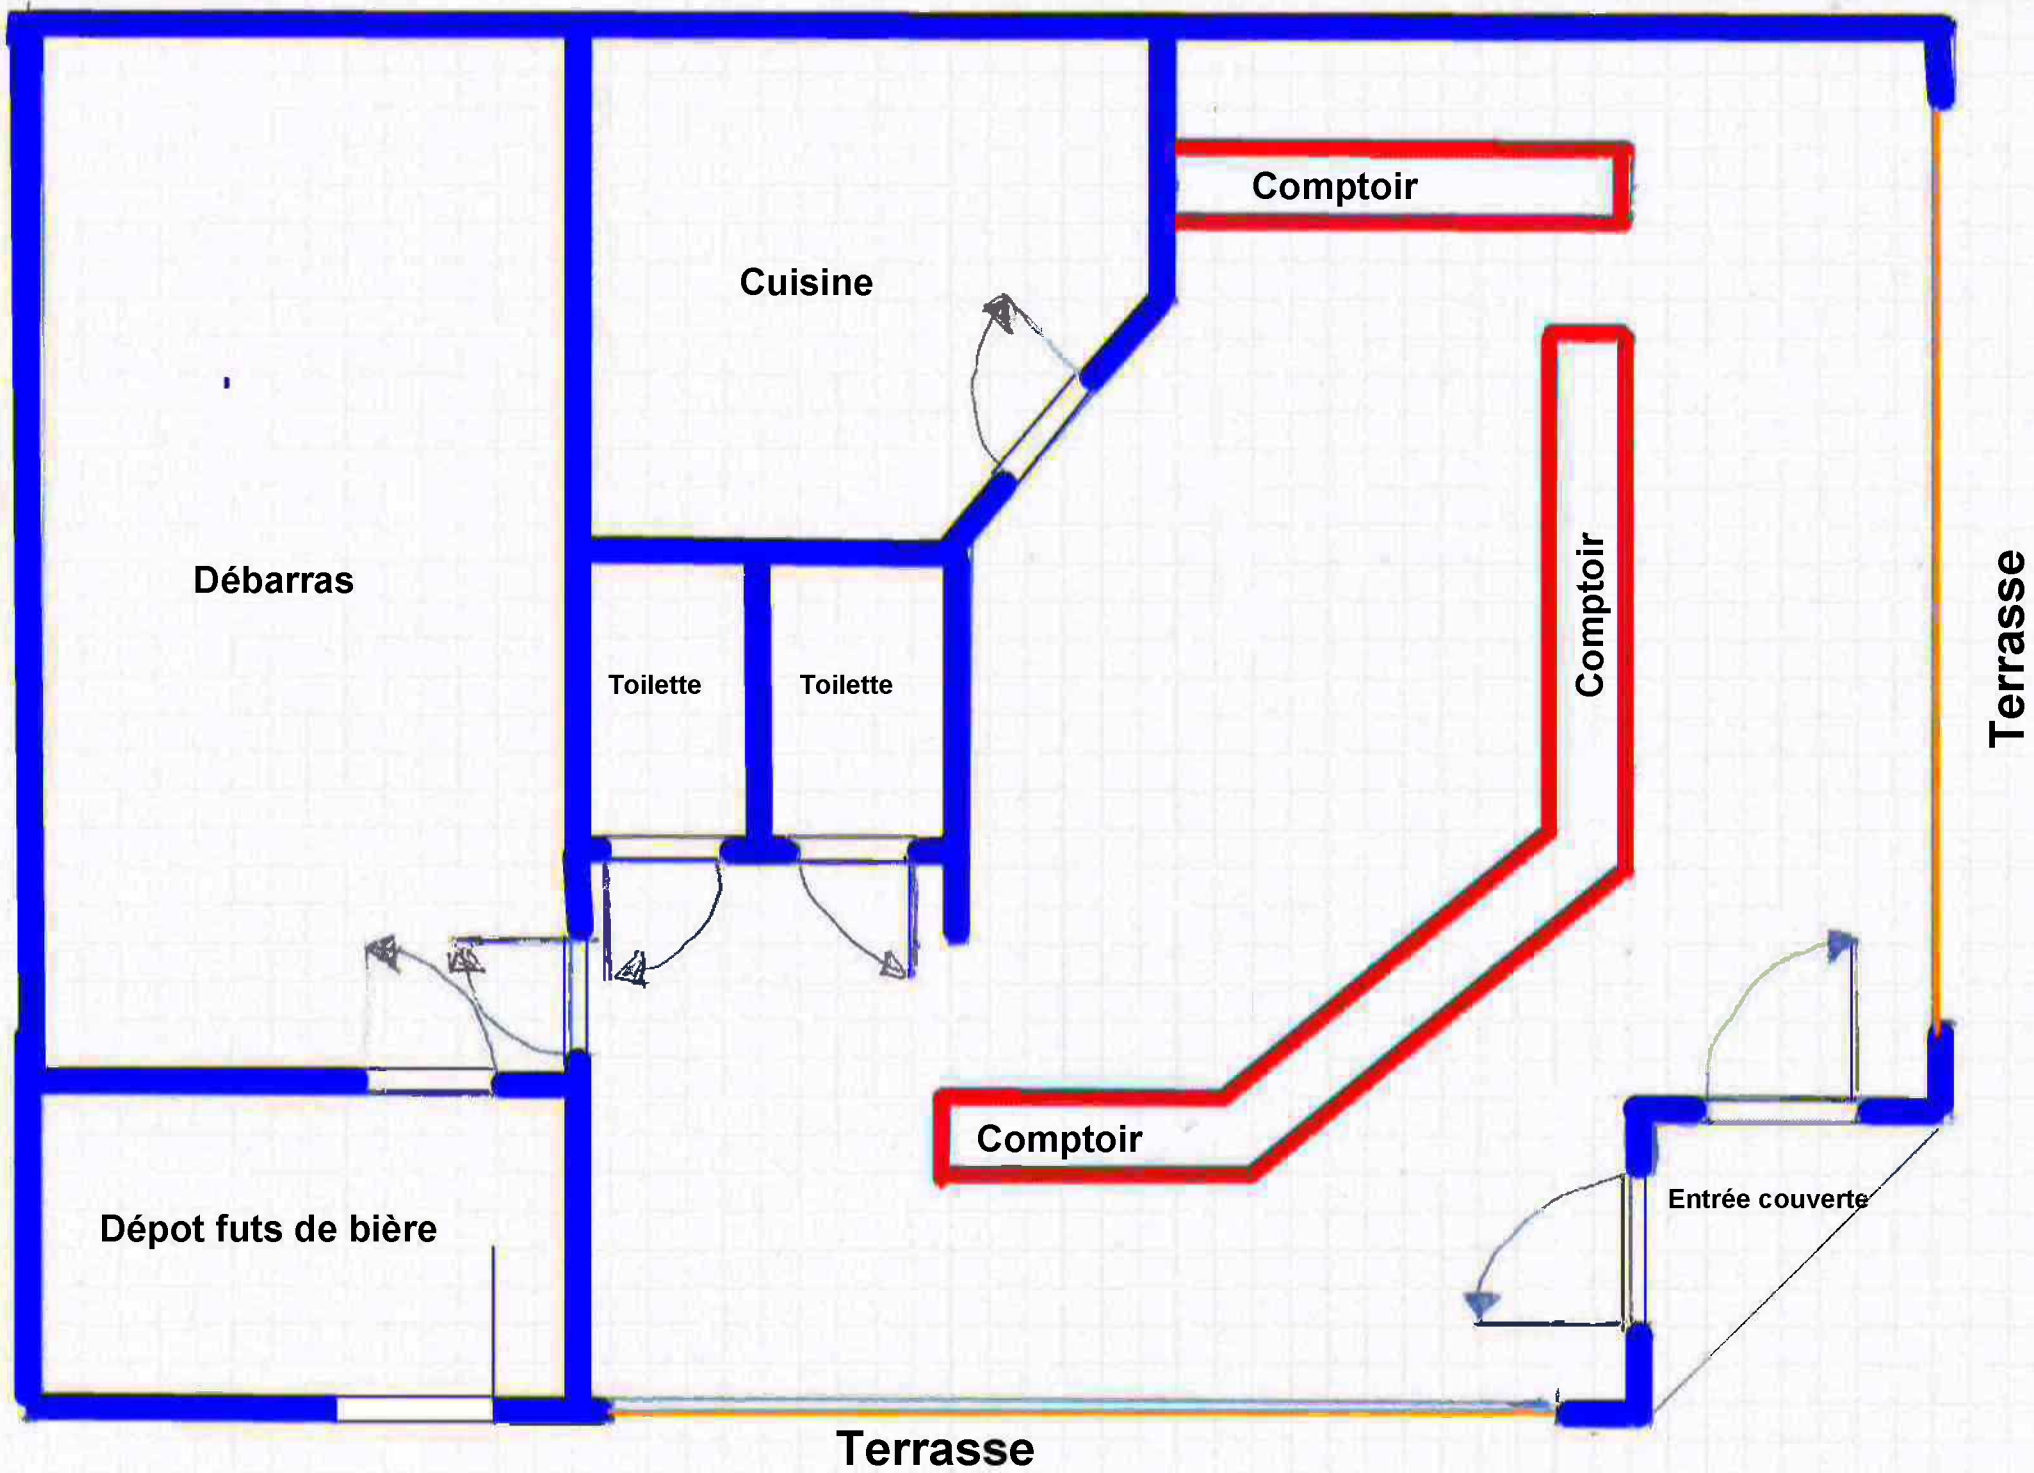 Comptoir
Cuisine
Débarras
Comptoir
Terrasse
Toilette
Toilette
Comptoir
Entrée couverte
Dépot futs de bière
Terrasse